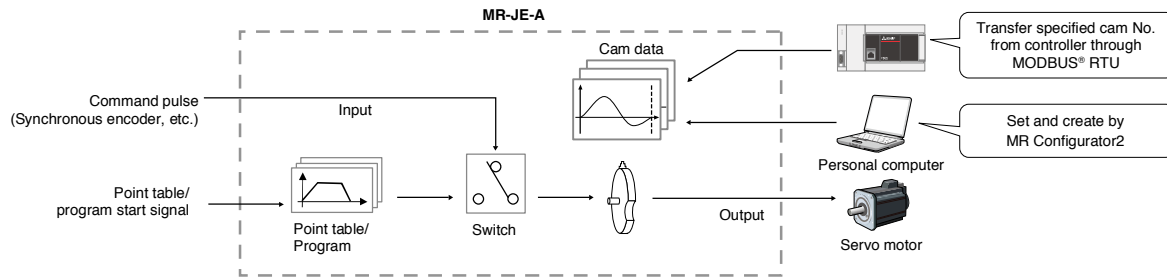 MR-JE-A
Cam data
Transfer specified cam No.
from controller through
MODBUS® RTU
Command pulse
(Synchronous encoder, etc.)
Input
Set and create by
MR Configurator2
Personal computer
Point table/
program start signal
Point table/
Program
Switch
Output
Servo motor